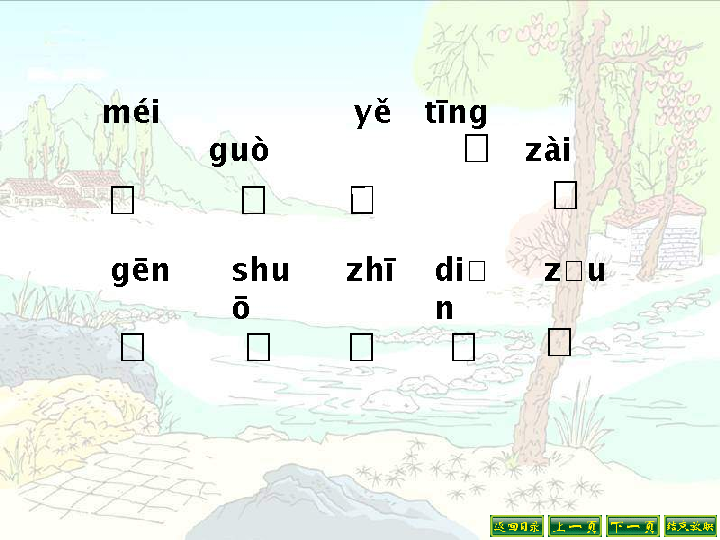 méi yě tīng
guò □ zài
□ □ □ □
gēn shu zhī di□ z□u
ō n
□ □ □ □ □
返回目录 上一页 下一页 结束放映